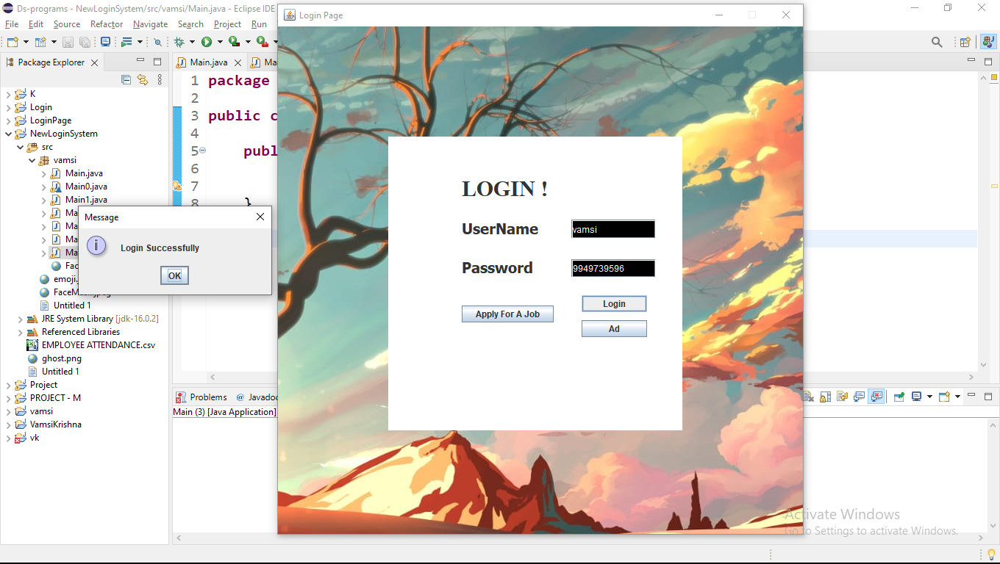 Ds-programs - NewLoginSystem/src/vamsi/Main.java - Eclipse IDE
File Edit Source Refactor Navigate Search Project Run
Package Explorer
K
Login
LoginPage
NewLoginSystem
src
vamsi
Main.java
Main0.java
Main1.java
Ma
Ma
Ma
Ma
Fac
emoji.
Untitled 1
JRE System Library [jdk-16.0.2]
Referenced Libraries
EMPLOYEE ATTENDANCE.csv
ghost.png
Untitled 1
Project
PROJECT - M
vamsi
VamsiKrishna
vk
Message
Login Successfully
OK
Main.java Ma
1 package
2
3 public c
4
5 publ
6
7
8 }
Problems @ Javadoc
Main (3) [Java Application]
Login Page
LOGIN !
UserName vamsi
Password 9949739596
Login
Apply For A Job
Ad
Activate Windows
Go to Settings to activate Windows.